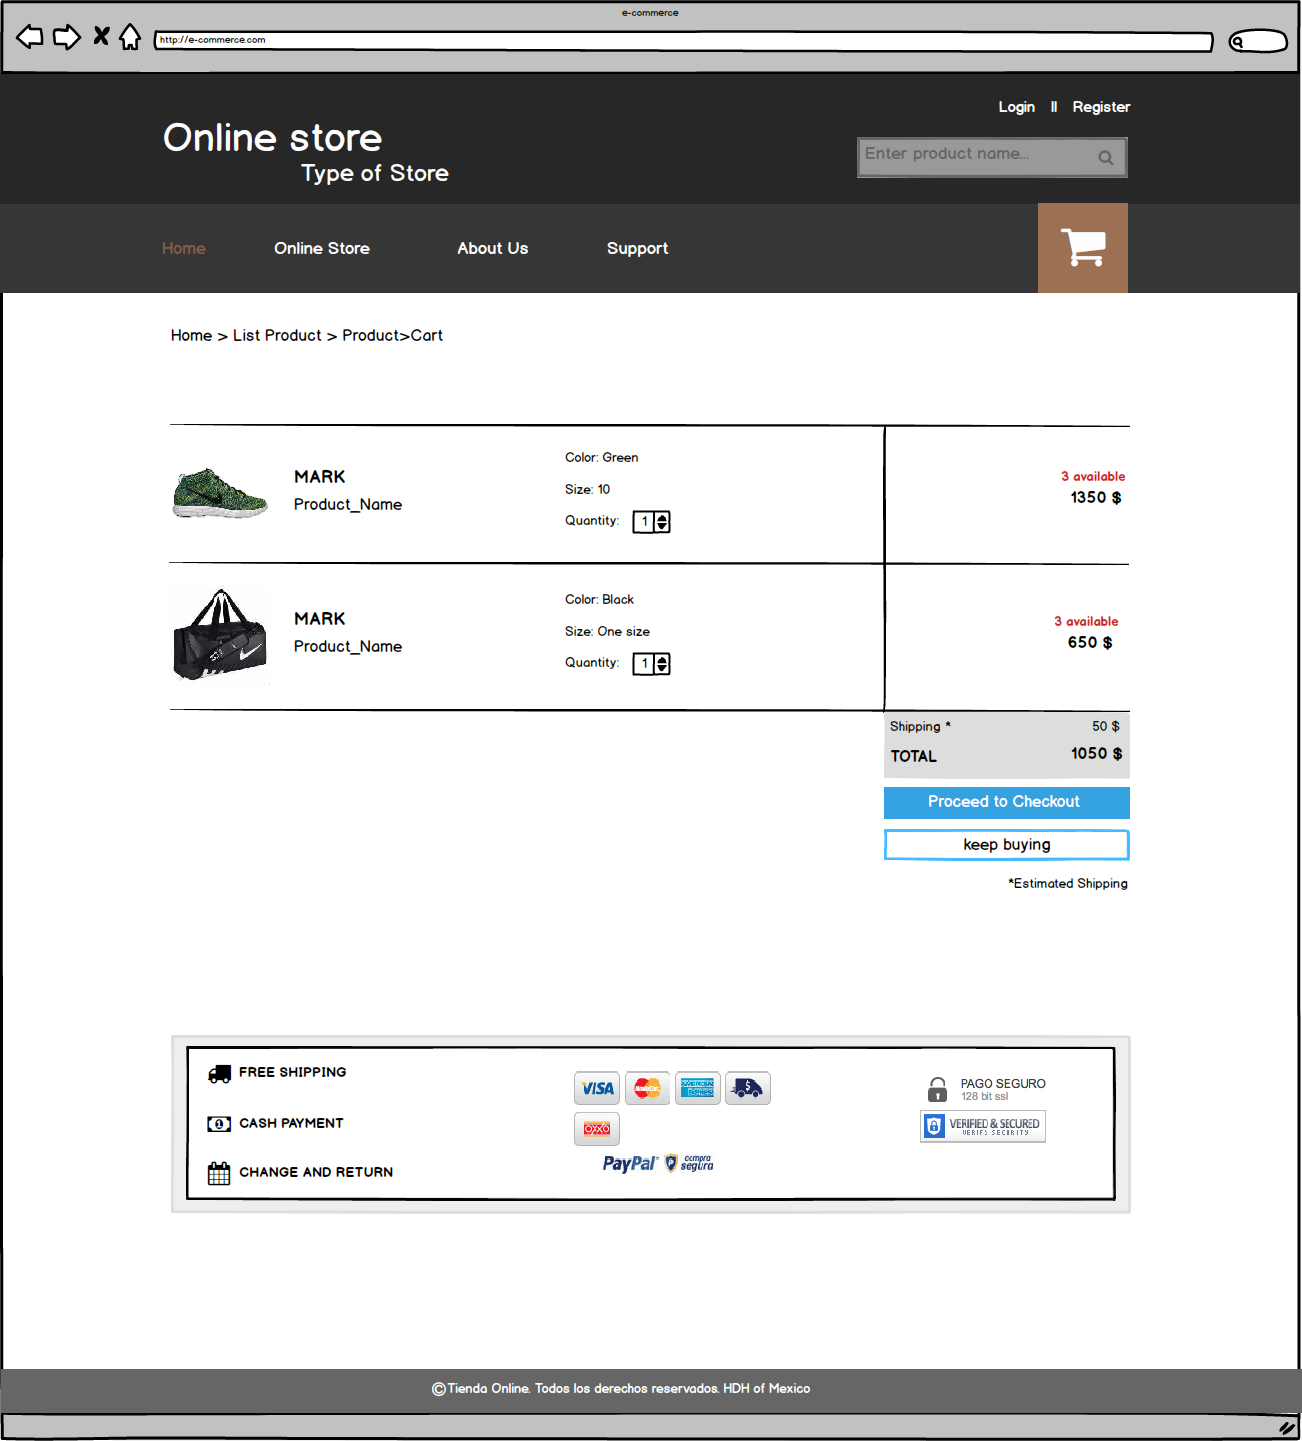 e-commerce
http://e-commerce.com
Login || Register
Online store
Type of Store
Enter product name...
Home Online Store About Us Support
Home > List Product > Product>Cart
MARK
Product_Name
Color: Green
Size: 10
Quantity: 1
3 available
1350 $
MARK
Product_Name
Color: Black
Size: One size
Quantity: 1
3 available
650 $
Shipping * 50 $
TOTAL 1050 $
Proceed to Checkout
keep buying
*Estimated Shipping
FREE SHIPPING
CASH PAYMENT
CHANGE AND RETURN
VISA MasterCard AMERICAN EXPRESS
OXXO
PayPal compra segura
PAGO SEGURO
128 bit ssl
VERIFIED & SECURED
VERIFY SECURITY
©Tienda Online. Todos los derechos reservados. HDH of Mexico